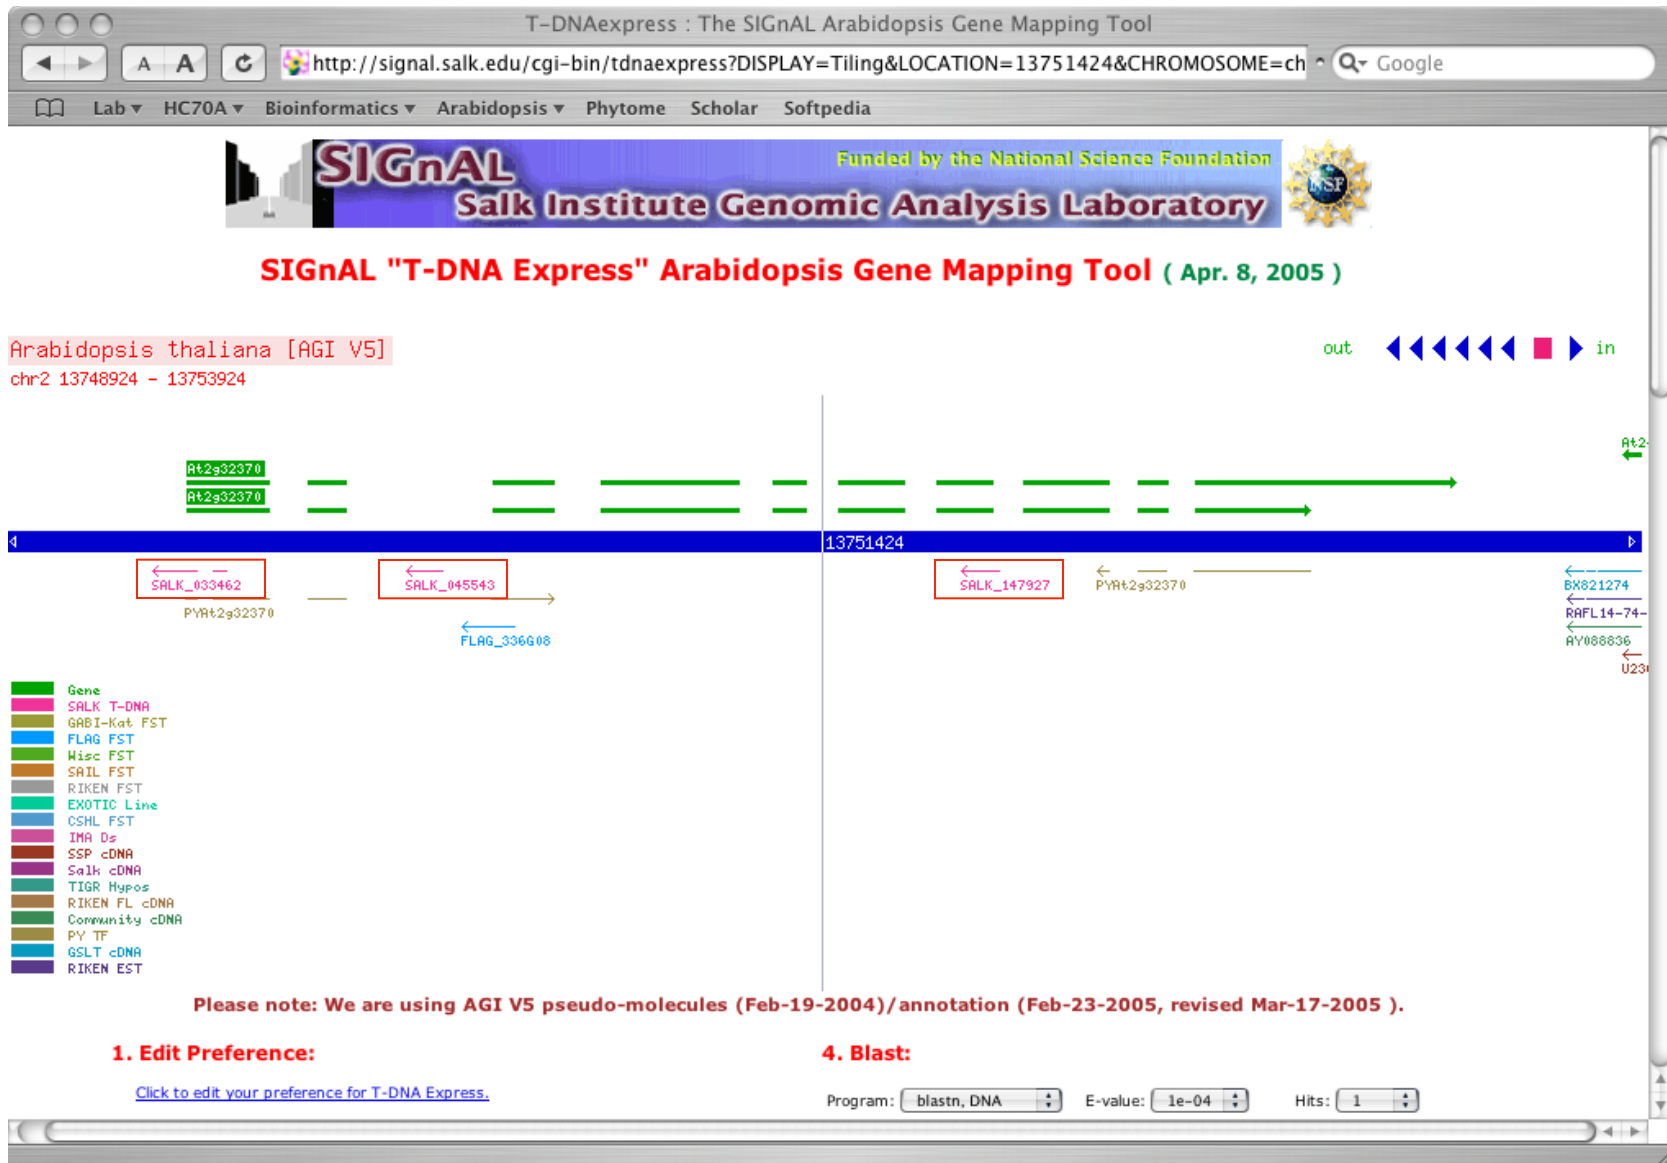 T-DNAexpress : The SIGnAL Arabidopsis Gene Mapping Tool
A A http://signal.salk.edu/cgi-bin/tdnaexpress?DISPLAY=Tiling&LOCATION=13751424&CHROMOSOME=ch Google
Lab HC70A Bioinformatics Arabidopsis Phytome Scholar Softpedia
SIGnAL Funded by the National Science Foundation
Salk Institute Genomic Analysis Laboratory NSF
SIGnAL "T-DNA Express" Arabidopsis Gene Mapping Tool ( Apr. 8, 2005 )
Arabidopsis thaliana [AGI V5] out in
chr2 13748924 - 13753924
At2
At2g32370
At2g32370
13751424
SALK_033462 SALK_045543 SALK_147927 PYAt2g32370 BX821274
PYAt2g32370 RAFL14-74-
FLAG_336G08 AY088836
U23
Gene
SALK T-DNA
GABI-Kat FST
FLAG FST
Wisc FST
SAIL FST
RIKEN FST
EXOTIC Line
CSHL FST
IMA Ds
SSP cDNA
Salk cDNA
TIGR Hypos
RIKEN FL cDNA
Community cDNA
PY TF
GSLT cDNA
RIKEN EST
Please note: We are using AGI V5 pseudo-molecules (Feb-19-2004)/annotation (Feb-23-2005, revised Mar-17-2005 ).
1. Edit Preference: 4. Blast:
Click to edit your preference for T-DNA Express.
Program: blastn, DNA E-value: 1e-04 Hits: 1